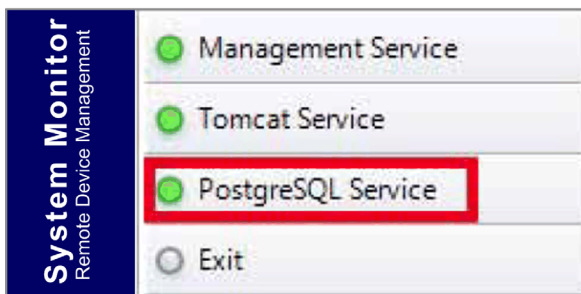 System Monitor
Remote Device Management
Management Service
Tomcat Service
PostgreSQL Service
Exit